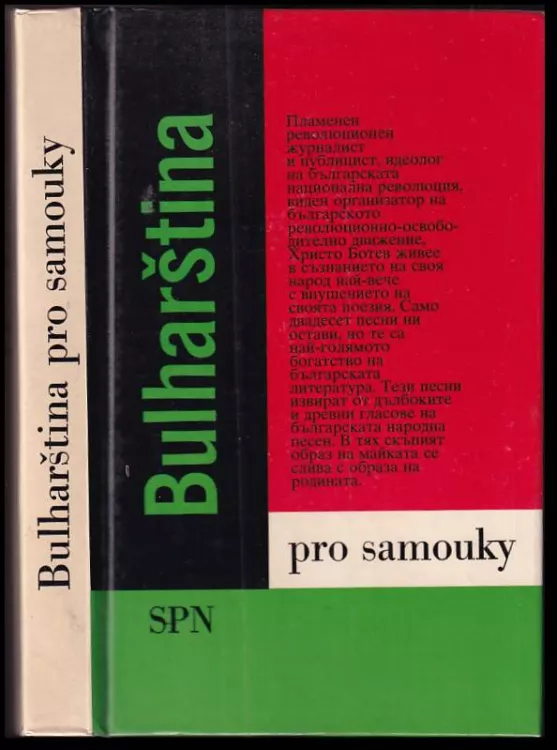 Bulharština pro samouky
Bulharština
Пламенен
революционен
журналист
и публицист, идеолог
на българската
национална революция,
виден организатор на
българското
революционно-освобо-
дително движение,
Христо Ботев живее
в съзнанието на своя
народ най-вече
с внушението на
своята поезия. Само
двадесет песни ни
остави, но те са
най-голямото
богатство на
българската
литература. Тези песни
извират от дълбоките
и древни гласове на
българската народна
песен. В тях скъпият
образ на майката се
слива с образа на
родината.
pro samouky
SPN